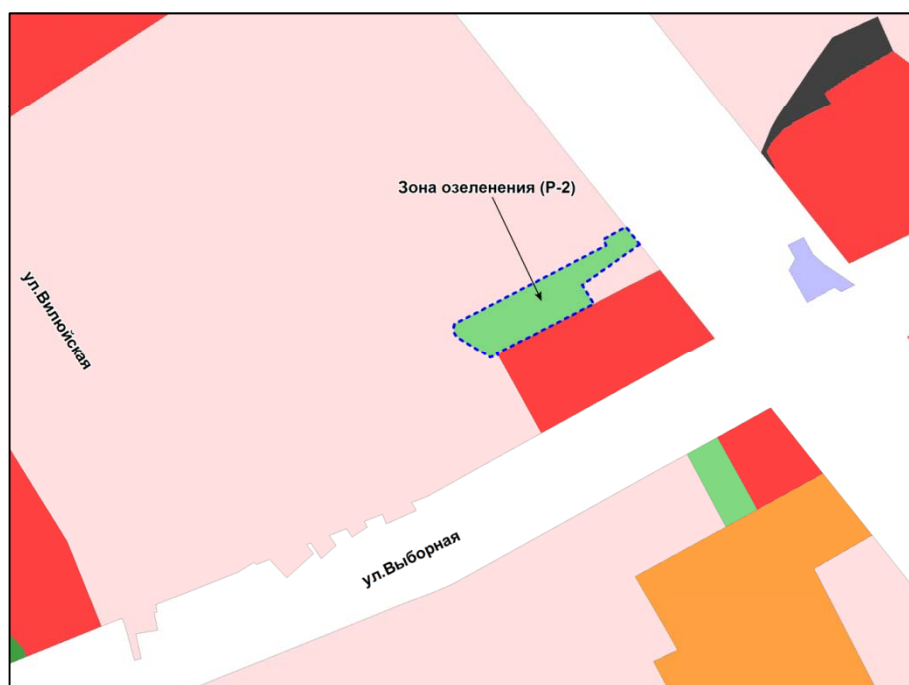 Зона озеленения (Р-2)
ул.Вилюйская
ул.Выборная